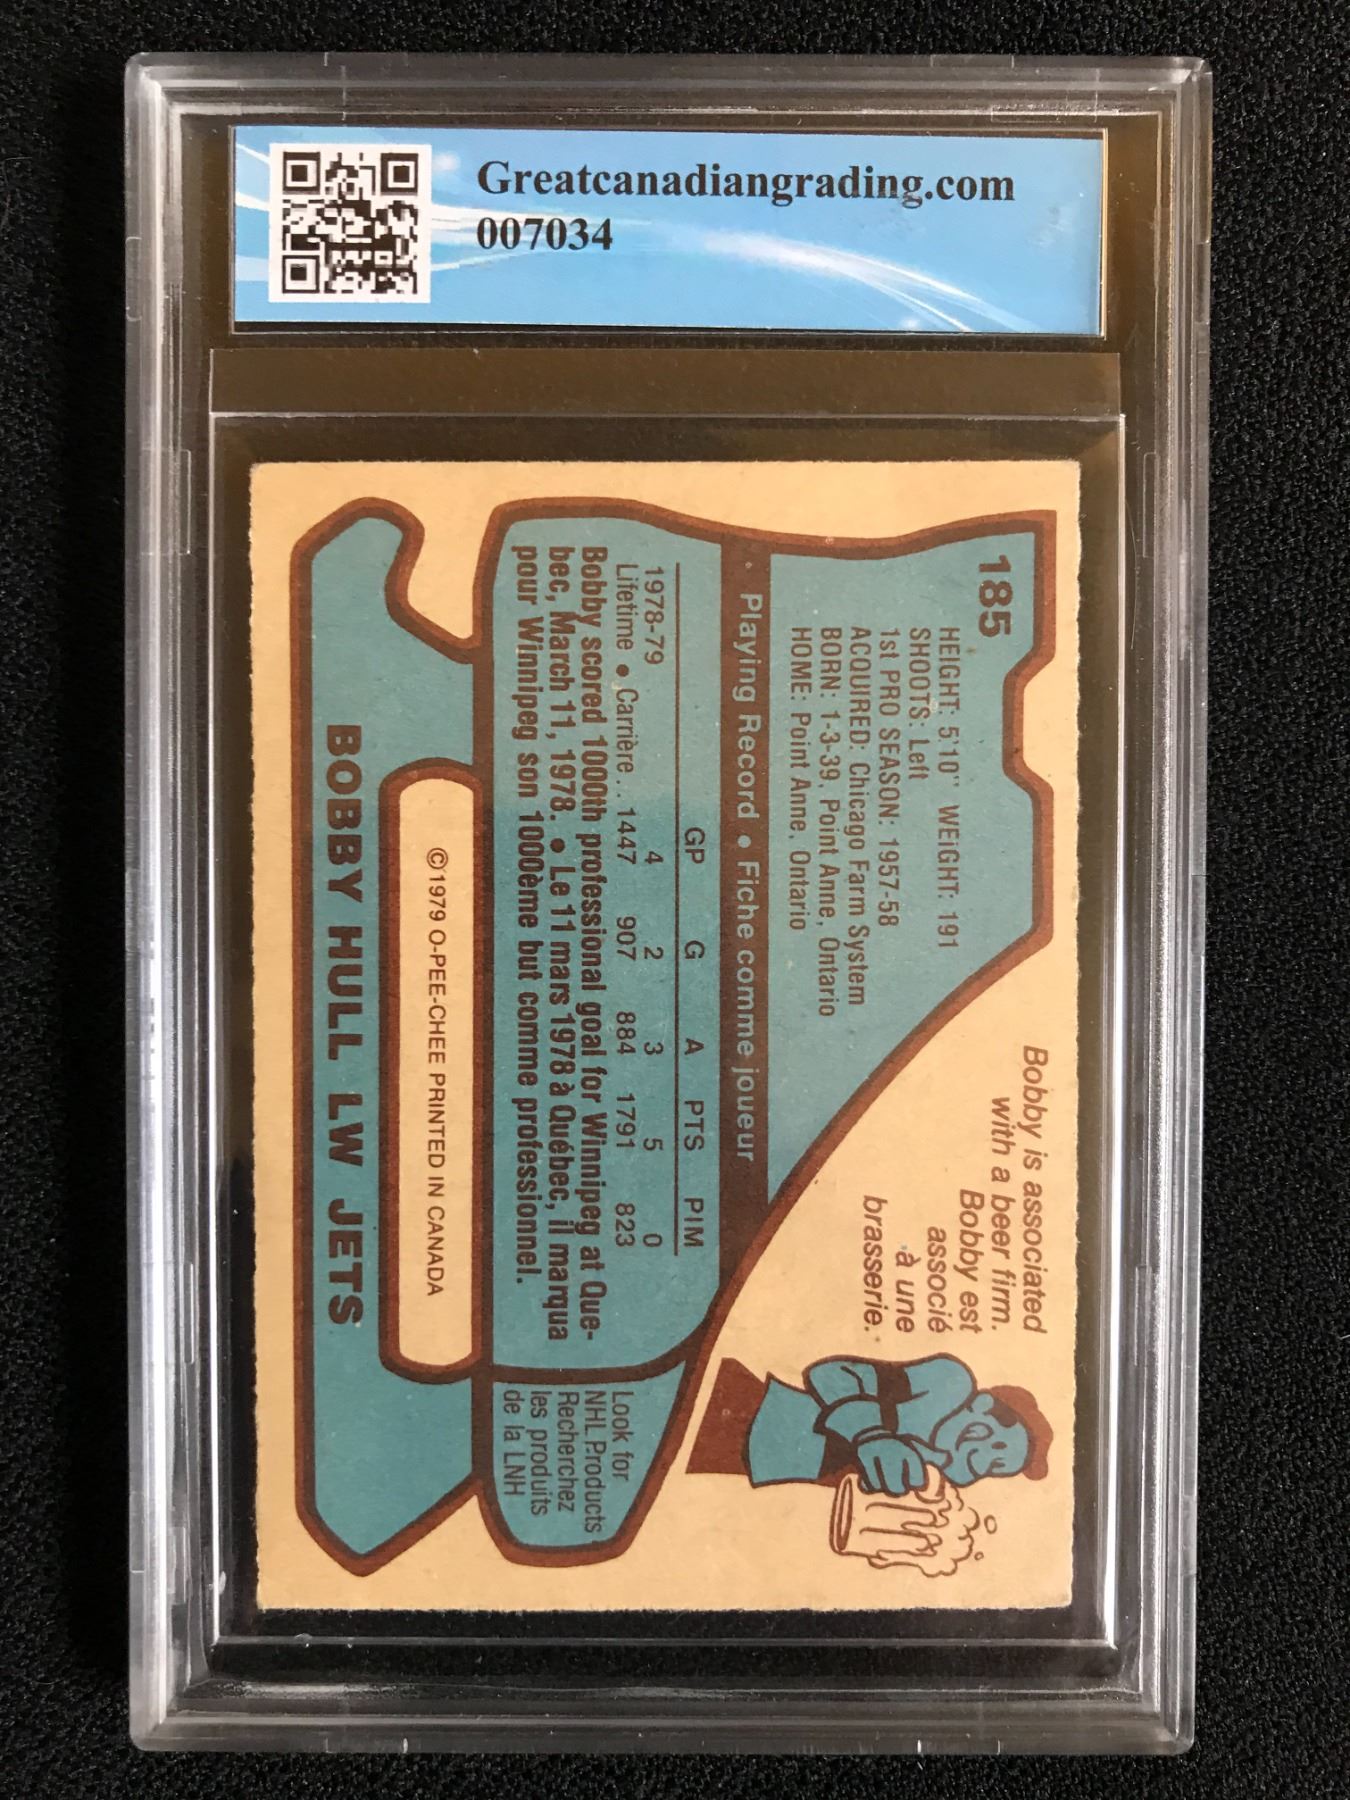 Greatcanadiangrading.com
007034
185
HEIGHT: 5'10" WEiGHT: 191
SHOOTS: Left
1st PRO SEASON: 1957-58
ACQUIRED: Chicago Farm System
BORN: 1-3-39, Point Anne, Ontario
HOME: Point Anne, Ontario
Bobby is associated
with a beer firm.
Bobby est
associé
à une
brasserie.
Playing Record • Fiche comme joueur
GP G A PTS PIM
1978-79 4 2 3 5 0
Lifetime • Carrière... 1447 907 884 1791 823
Bobby scored 1000th professional goal for Winnipeg at Que-
bec, March 11, 1978. • Le 11 mars 1978 à Québec, il marqua
pour Winnipeg son 1000ème but comme professionnel.
Look for
NHL Products
Recherchez
les produits
de la LNH
©1979 O-PEE-CHEE PRINTED IN CANADA
BOBBY HULL LW JETS